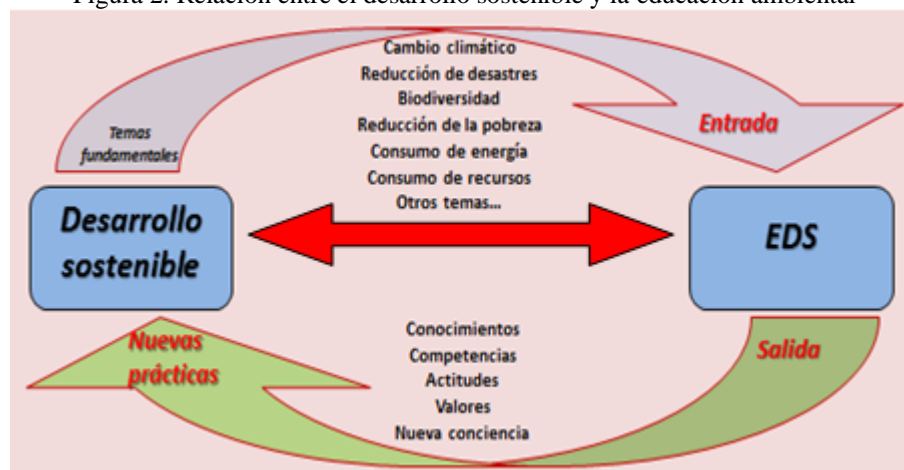 Figura 2. Relación entre el desarrollo sostenible y la educación ambiental
Cambio climático
Reducción de desastres
Biodiversidad
Reducción de la pobreza
Consumo de energía
Consumo de recursos
Otros temas...
Temas
fundamentales
Entrada
Desarrollo
sostenible
EDS
Conocimientos
Competencias
Actitudes
Valores
Nueva conciencia
Nuevas
prácticas
Salida